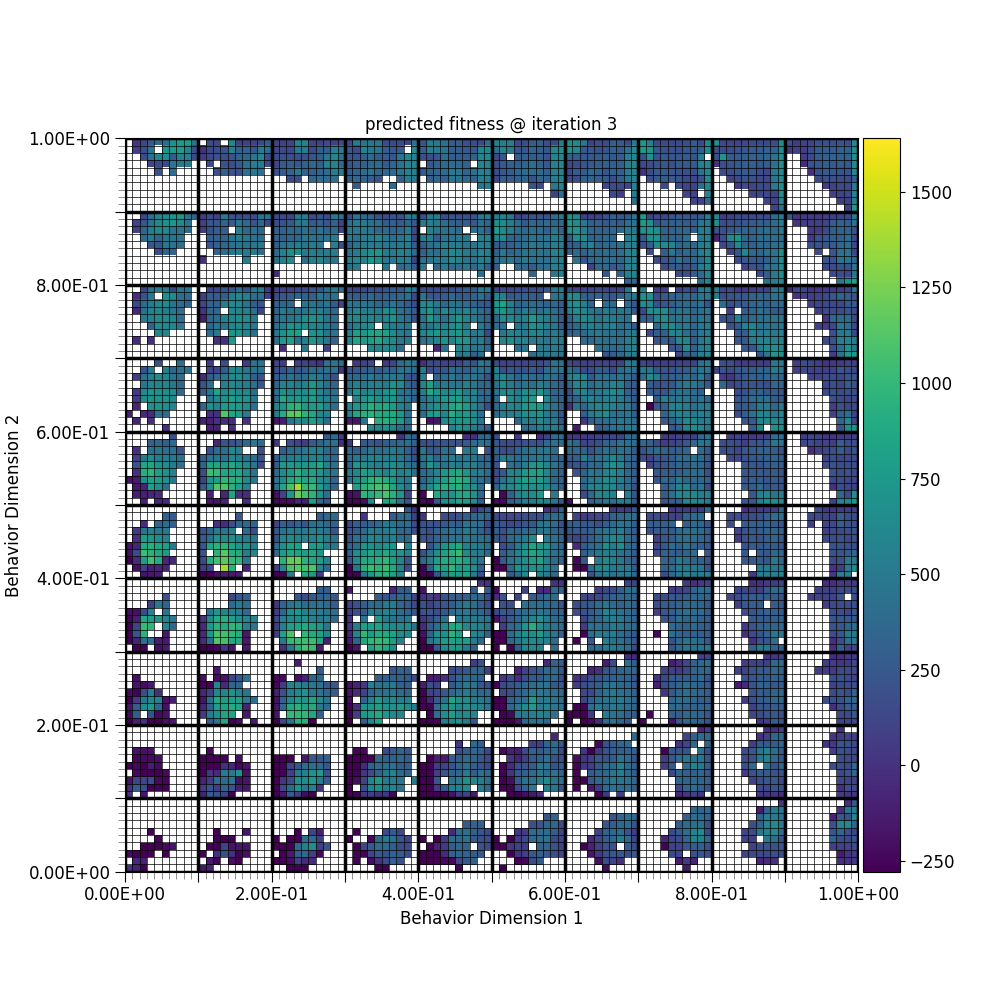 predicted fitness @ iteration 3
1.00E+00
8.00E-01
6.00E-01
4.00E-01
2.00E-01
0.00E+00
Behavior Dimension 2
0.00E+00 2.00E-01 4.00E-01 6.00E-01 8.00E-01 1.00E+00
Behavior Dimension 1
1500
1250
1000
750
500
250
0
−250